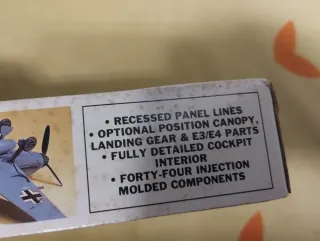 • RECESSED PANEL LINES
• OPTIONAL POSITION CANOPY,
LANDING GEAR & E3/E4 PARTS
• FULLY DETAILED COCKPIT
INTERIOR
• FORTY-FOUR INJECTION
MOLDED COMPONENTS